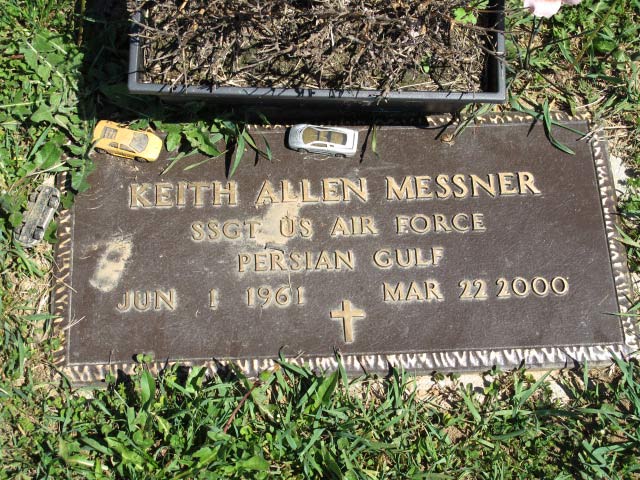 KEITH ALLEN MESSNER
SSGT US AIR FORCE
PERSIAN GULF
JUN 1 1961 MAR 22 2000